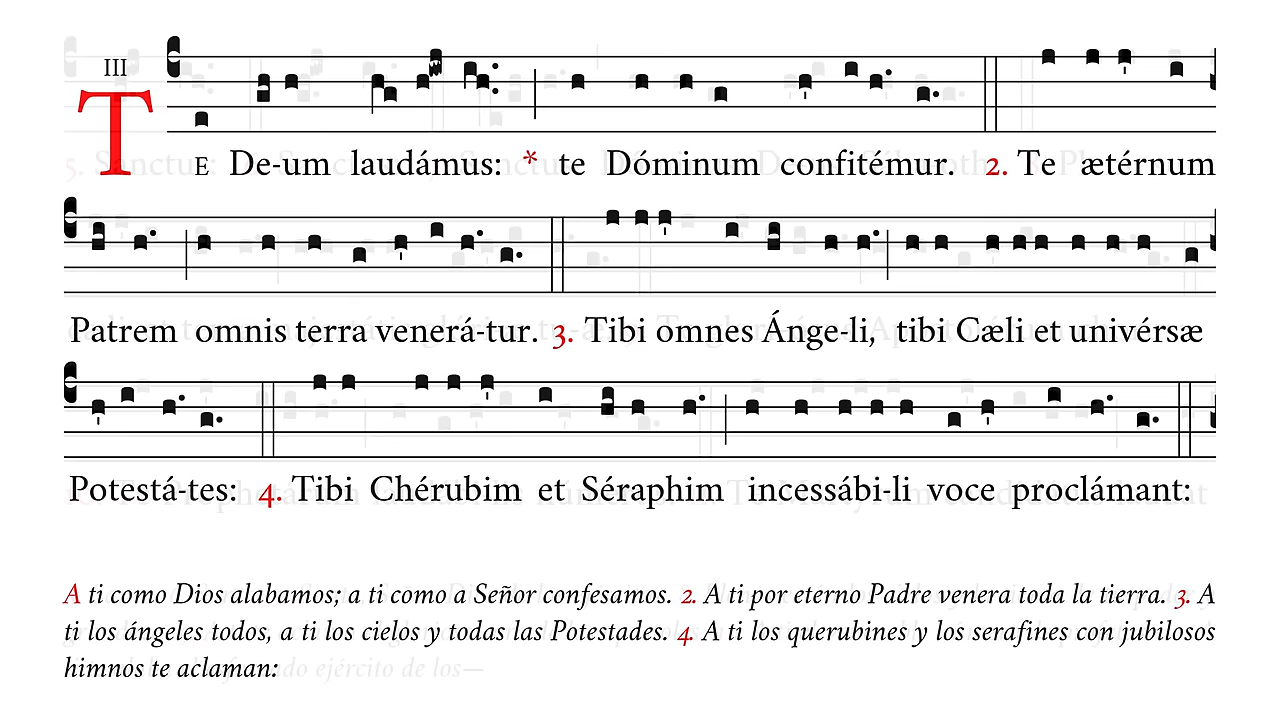 III
TE De-um laudámus: * te Dóminum confitémur. 2. Te ætérnum
Patrem omnis terra venerá-tur. 3. Tibi omnes Ánge-li, tibi Cæli et univérsæ
Potestá-tes: 4. Tibi Chérubim et Séraphim incessábi-li voce proclámant:
A ti como Dios alabamos; a ti como a Señor confesamos. 2. A ti por eterno Padre venera toda la tierra. 3. A
ti los ángeles todos, a ti los cielos y todas las Potestades. 4. A ti los querubines y los serafines con jubilosos
himnos te aclaman: